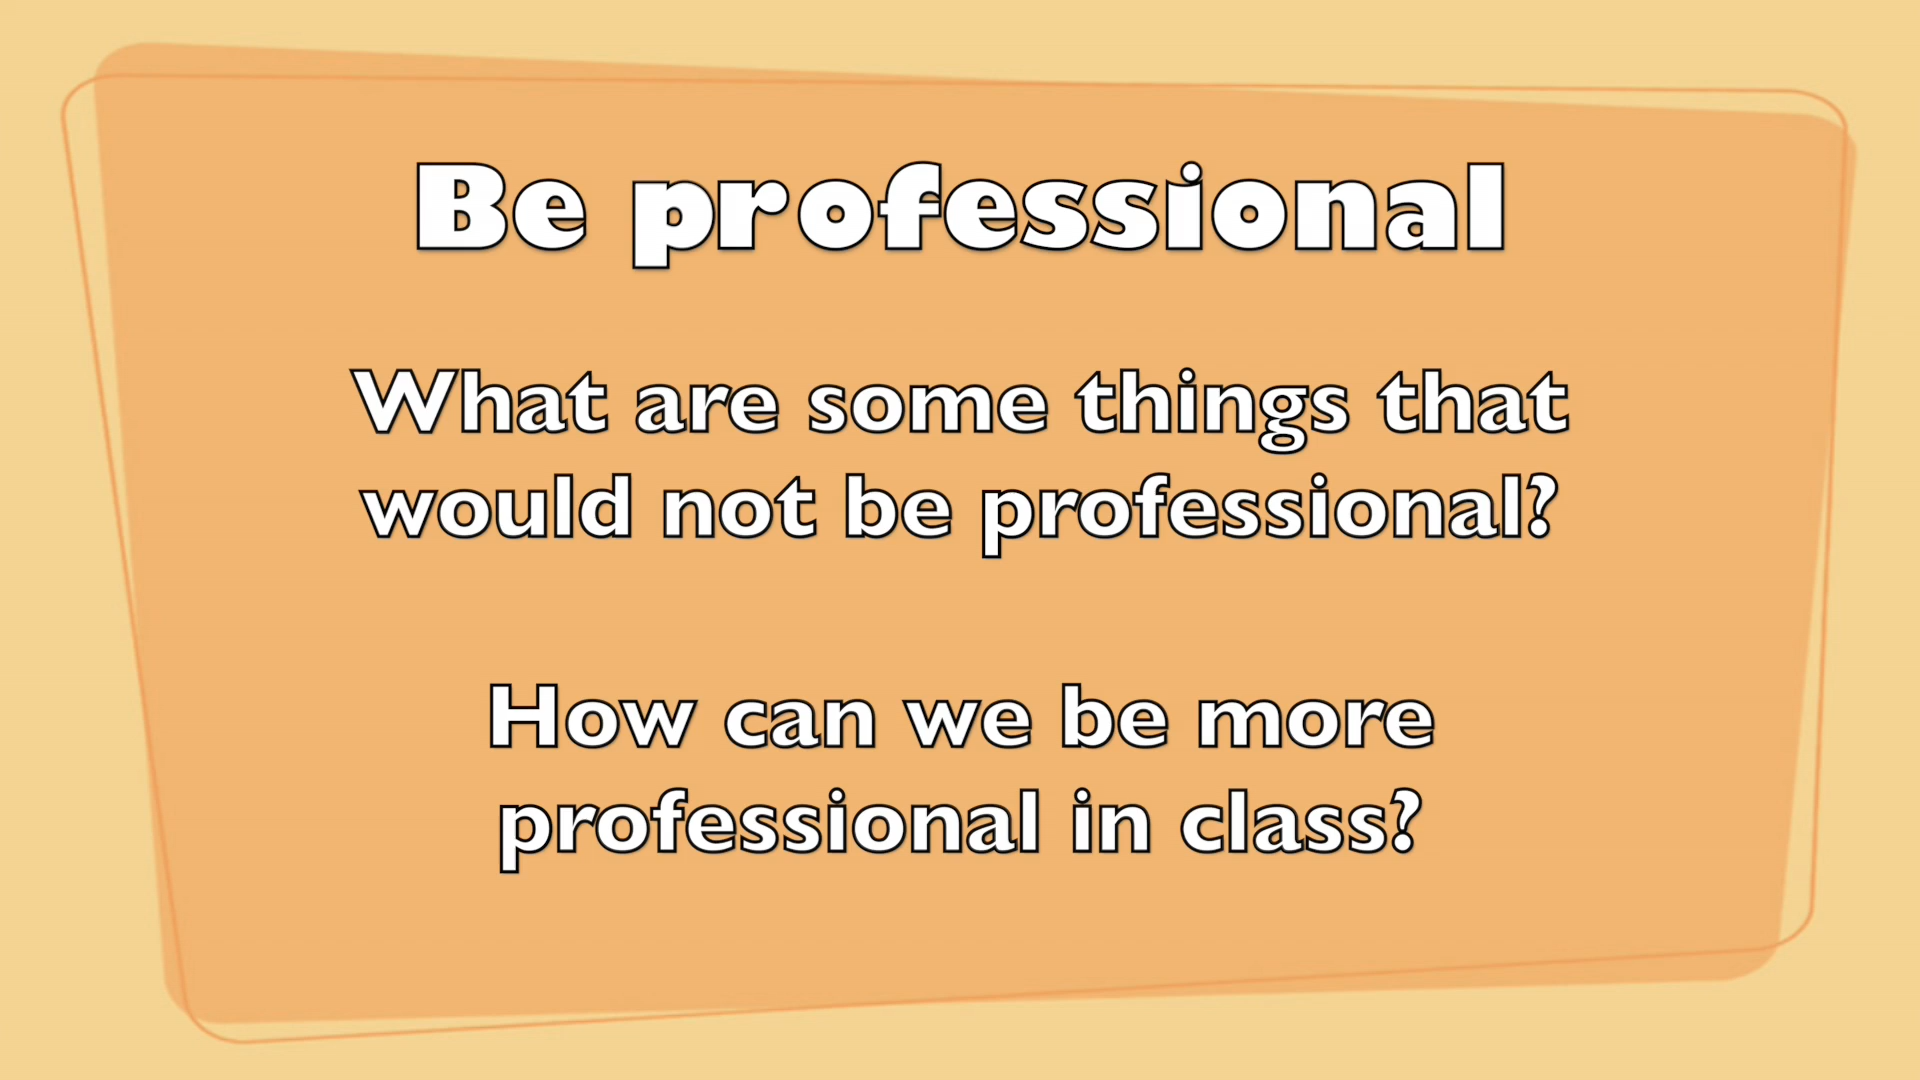 Be professional
What are some things that
would not be professional?
How can we be more
professional in class?